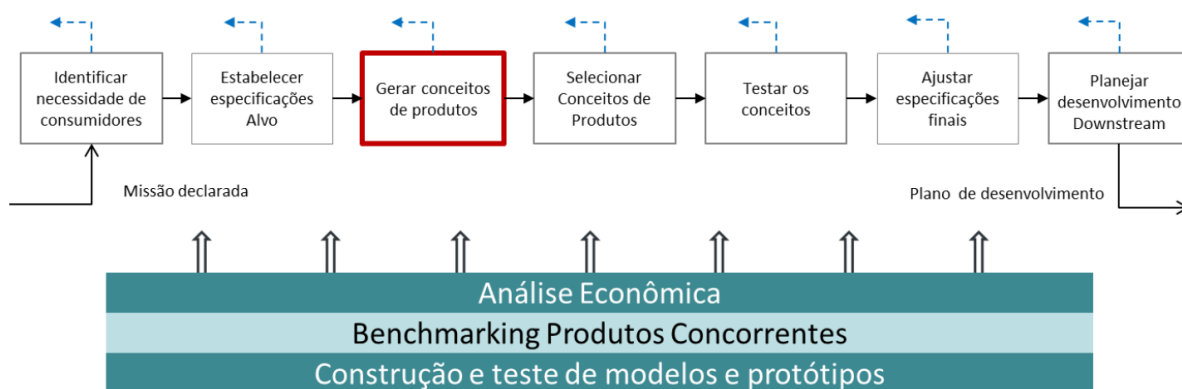 Identificar
necessidade de
consumidores
Estabelecer
especificações
Alvo
Gerar conceitos
de produtos
Selecionar
Conceitos de
Produtos
Testar os
conceitos
Ajustar
especificações
finais
Planejar
desenvolvimento
Downstream
Missão declarada
Plano de desenvolvimento
Análise Econômica
Benchmarking Produtos Concorrentes
Construção e teste de modelos e protótipos